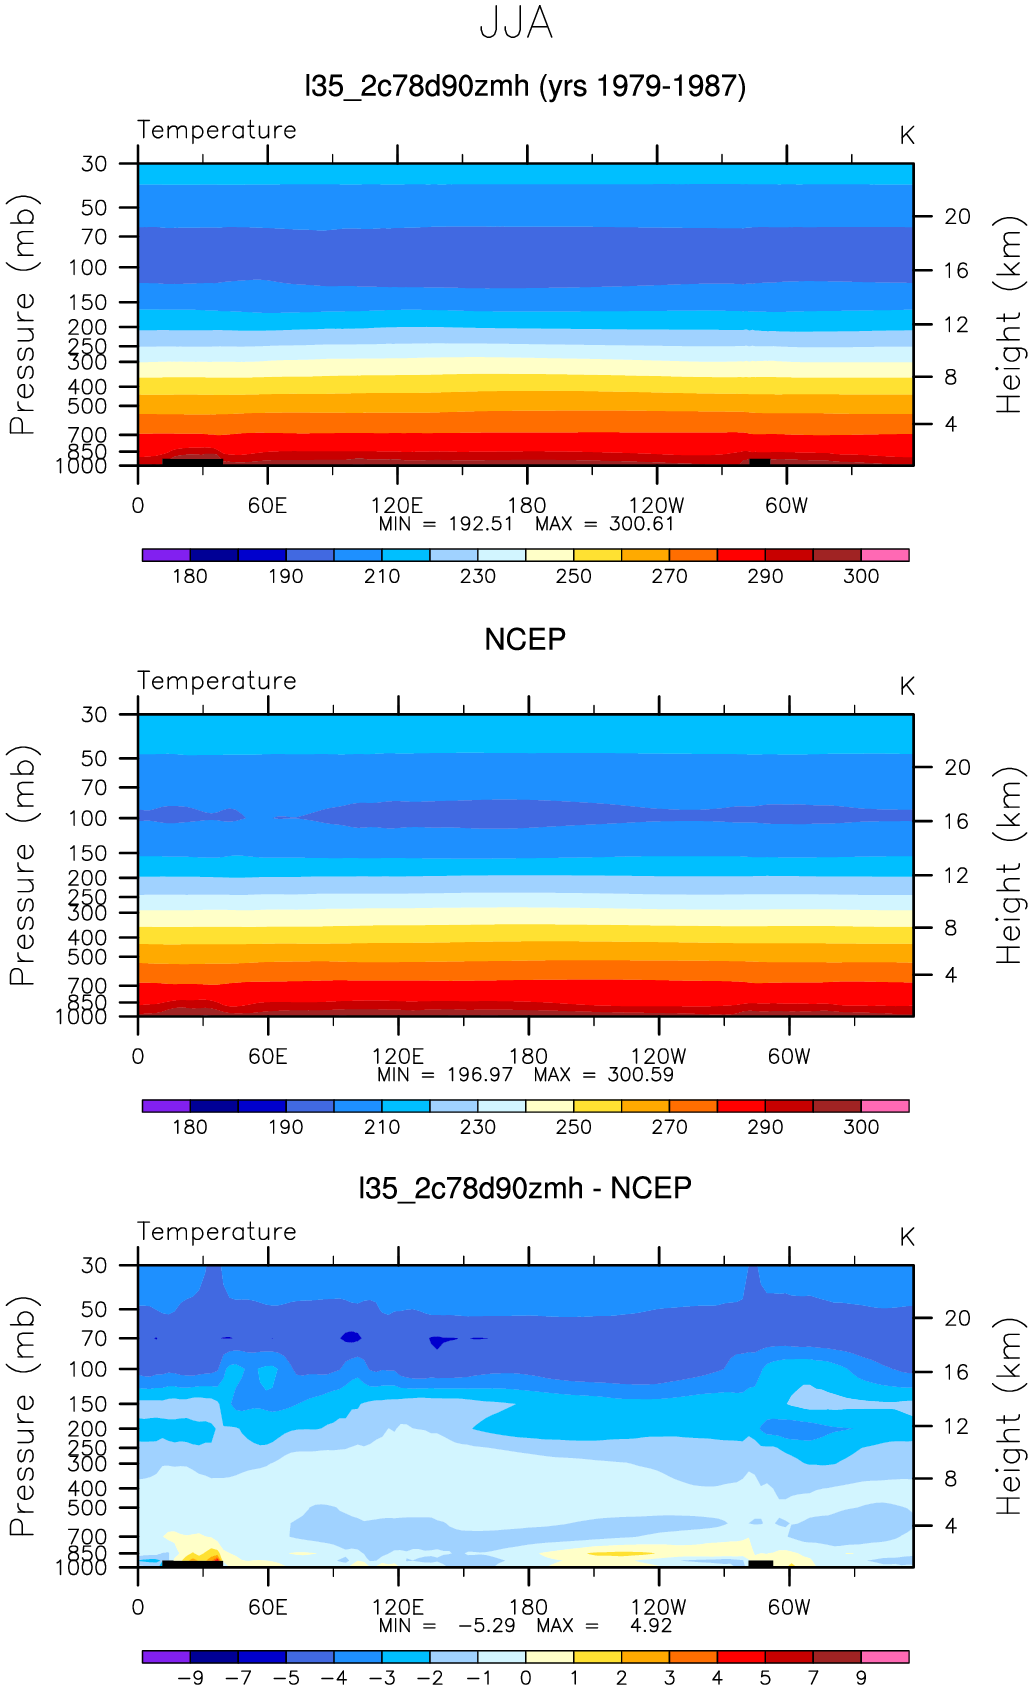 JJA
l35_2c78d90zmh (yrs 1979-1987)
Temperature K
Pressure (mb)
30
50
70
100
150
200
250
300
400
500
700
850
1000
Height (km)
20
16
12
8
4
0 60E 120E 180 120W 60W
MIN = 192.51 MAX = 300.61
180 190 210 230 250 270 290 300
NCEP
Temperature K
Pressure (mb)
30
50
70
100
150
200
250
300
400
500
700
850
1000
Height (km)
20
16
12
8
4
0 60E 120E 180 120W 60W
MIN = 196.97 MAX = 300.59
180 190 210 230 250 270 290 300
l35_2c78d90zmh - NCEP
Temperature K
Pressure (mb)
30
50
70
100
150
200
250
300
400
500
700
850
1000
Height (km)
20
16
12
8
4
0 60E 120E 180 120W 60W
MIN = −5.29 MAX = 4.92
−9 −7 −5 −4 −3 −2 −1 0 1 2 3 4 5 7 9